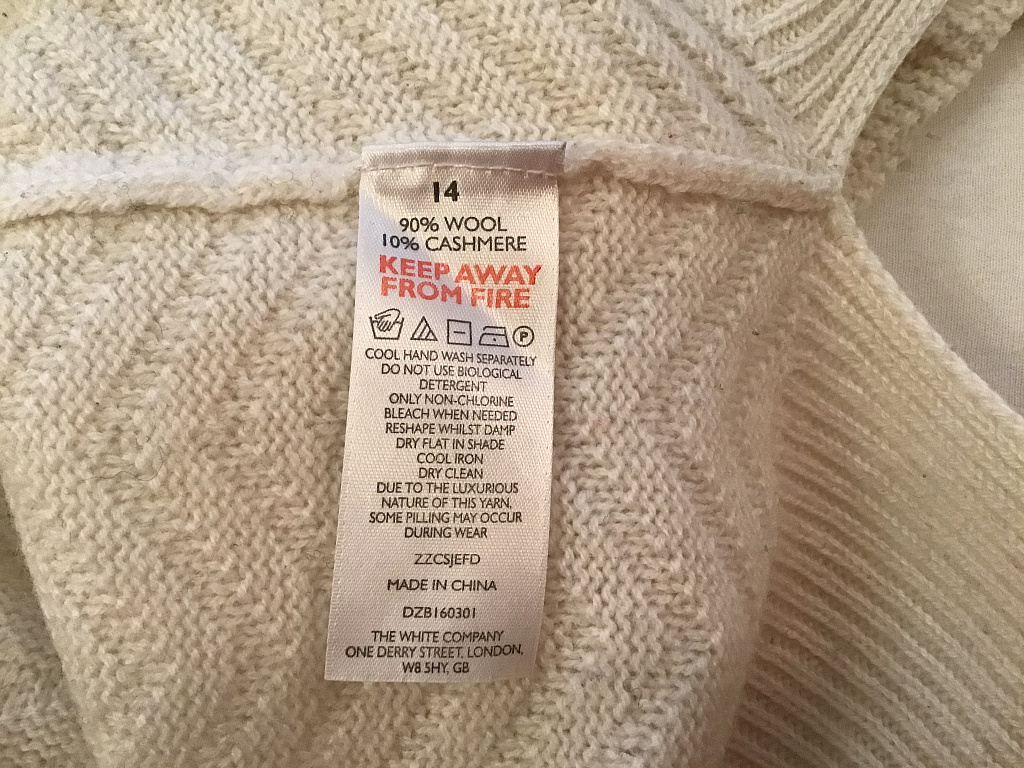 14
90% WOOL
10% CASHMERE
KEEP AWAY
FROM FIRE
P
COOL HAND WASH SEPARATELY
DO NOT USE BIOLOGICAL
DETERGENT
ONLY NON-CHLORINE
BLEACH WHEN NEEDED
RESHAPE WHILST DAMP
DRY FLAT IN SHADE
COOL IRON
DRY CLEAN
DUE TO THE LUXURIOUS
NATURE OF THIS YARN,
SOME PILLING MAY OCCUR
DURING WEAR
ZZCSJEFD
MADE IN CHINA
DZB160301
THE WHITE COMPANY
ONE DERRY STREET, LONDON,
W8 5HY, GB